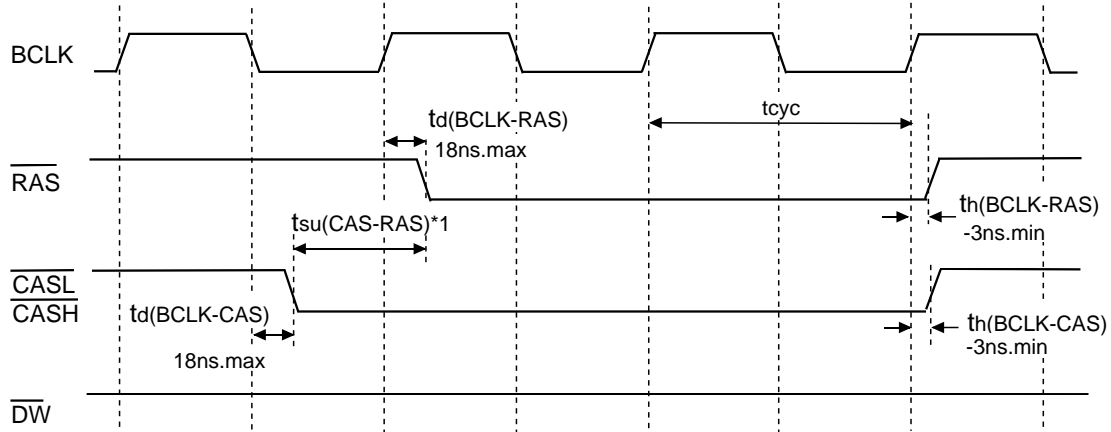 BCLK
td(BCLK-RAS)
18ns.max
tcyc
RAS
tsu(CAS-RAS)*1
th(BCLK-RAS)
-3ns.min
CASL
CASH
td(BCLK-CAS)
18ns.max
th(BCLK-CAS)
-3ns.min
DW